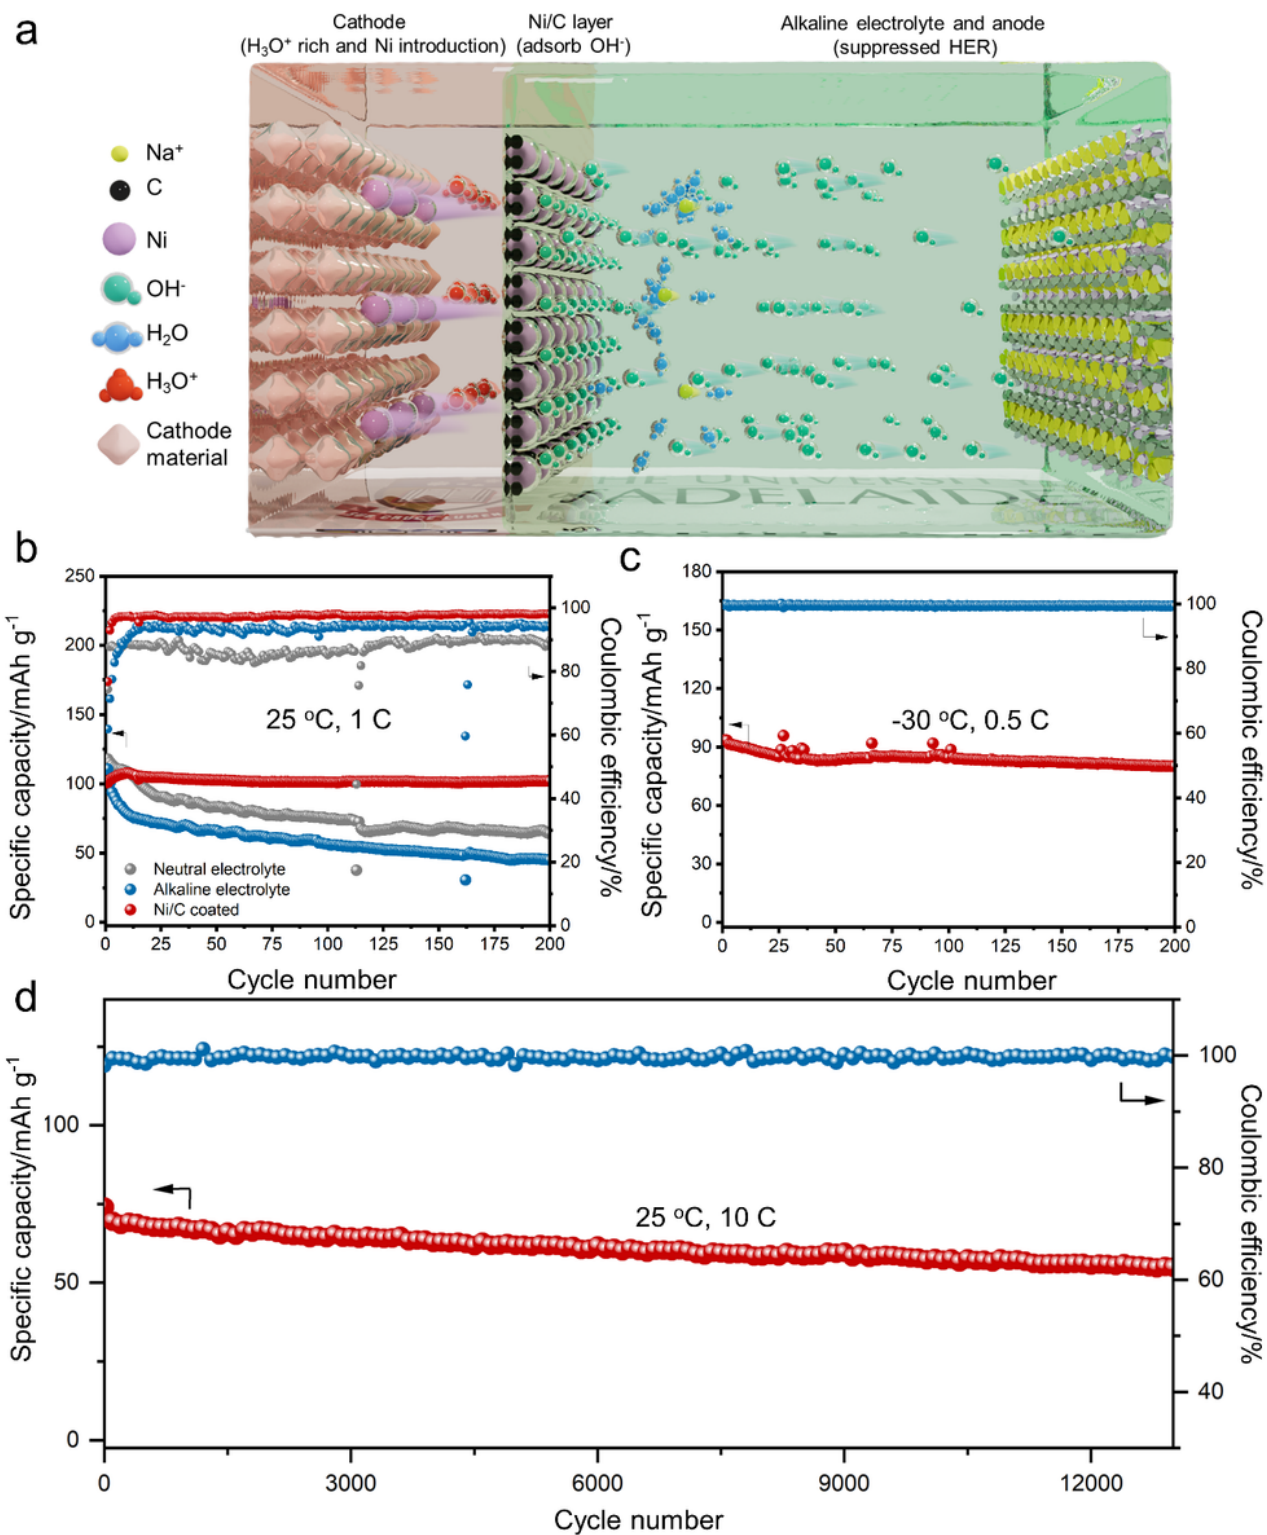 a
Cathode
(H₃O⁺ rich and Ni introduction)
Ni/C layer
(adsorb OH⁻)
Alkaline electrolyte and anode
(suppressed HER)
Na⁺
C
Ni
OH⁻
H₂O
H₃O⁺
Cathode
material
THE UNIVERSI
ADELAIDE
b
Specific capacity/mAh g⁻¹
250
200
150
100
50
0
25 ºC, 1 C
Neutral electrolyte
Alkaline electrolyte
Ni/C coated
100
80
60
40
20
0
Coulombic efficiency/%
0 25 50 75 100 125 150 175 200
Cycle number
c
Specific capacity/mAh g⁻¹
180
150
120
90
60
30
0
-30 ºC, 0.5 C
100
80
60
40
20
0
Coulombic efficiency/%
0 25 50 75 100 125 150 175 200
Cycle number
d
Specific capacity/mAh g⁻¹
100
50
0
25 ºC, 10 C
100
80
60
40
Coulombic efficiency/%
0 3000 6000 9000 12000
Cycle number